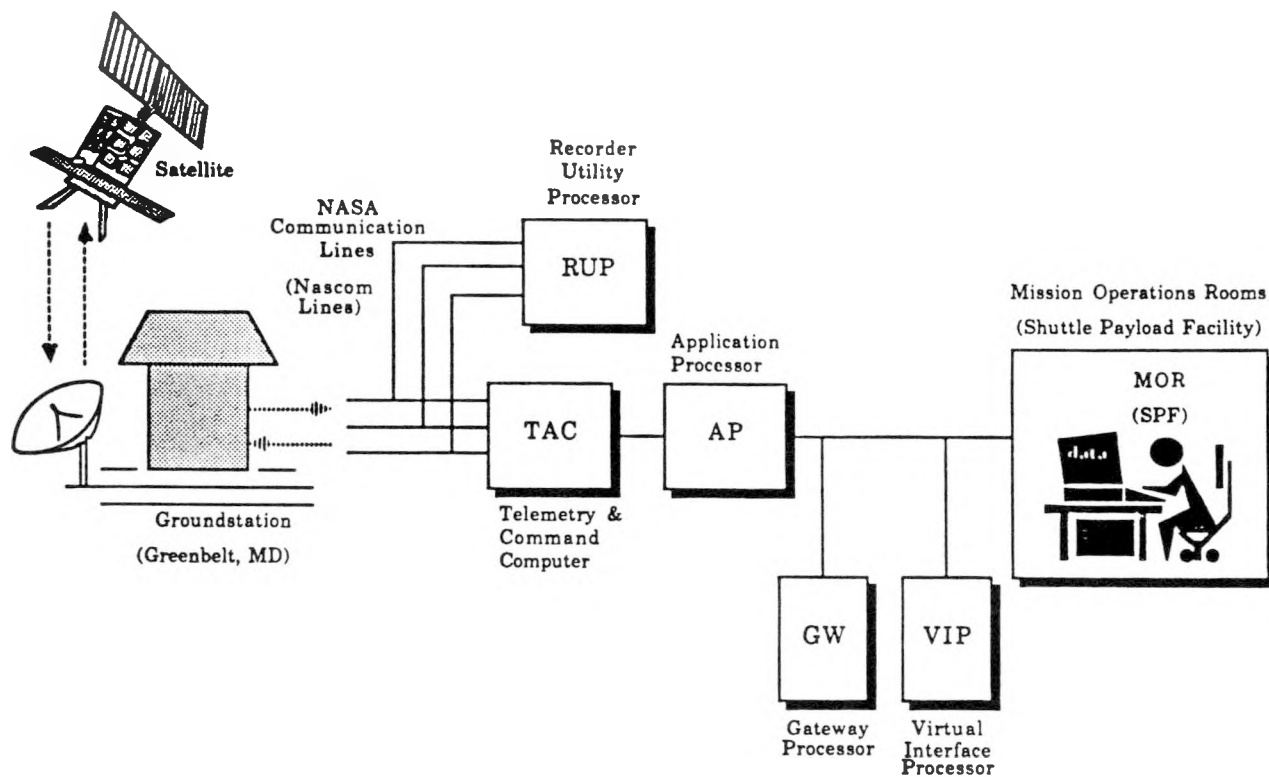 Satellite
Recorder
Utility
Processor
NASA
Communication
Lines
(Nascom
Lines)
RUP
Mission Operations Rooms
(Shuttle Payload Facility)
Application
Processor
MOR
(SPF)
data
TAC
AP
Groundstation
(Greenbelt, MD)
Telemetry &
Command
Computer
GW
VIP
Gateway
Processor
Virtual
Interface
Processor